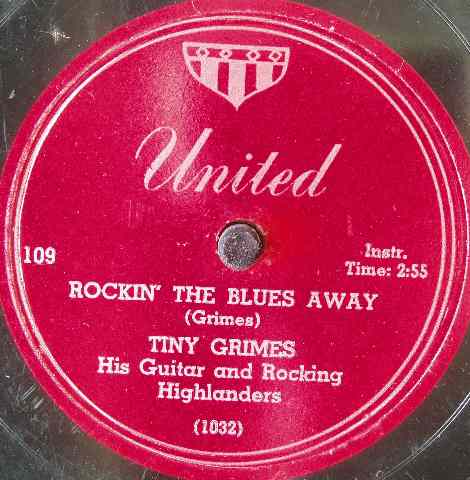 United
109
Instr.
Time: 2:55
ROCKIN' THE BLUES AWAY
(Grimes)
TINY GRIMES
His Guitar and Rocking
Highlanders
(1032)